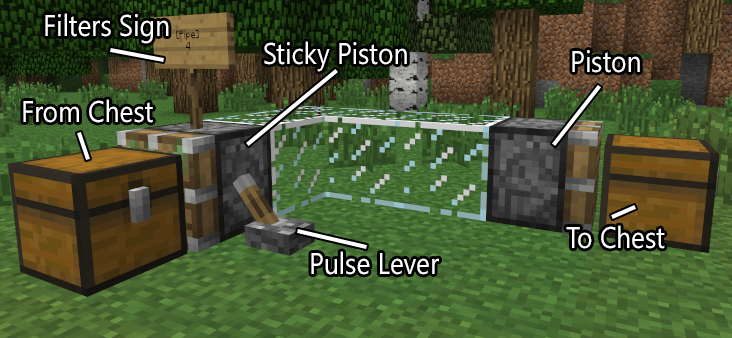 Filters Sign
[Pipe]
4
Sticky Piston
Piston
From Chest
To Chest
Pulse Lever